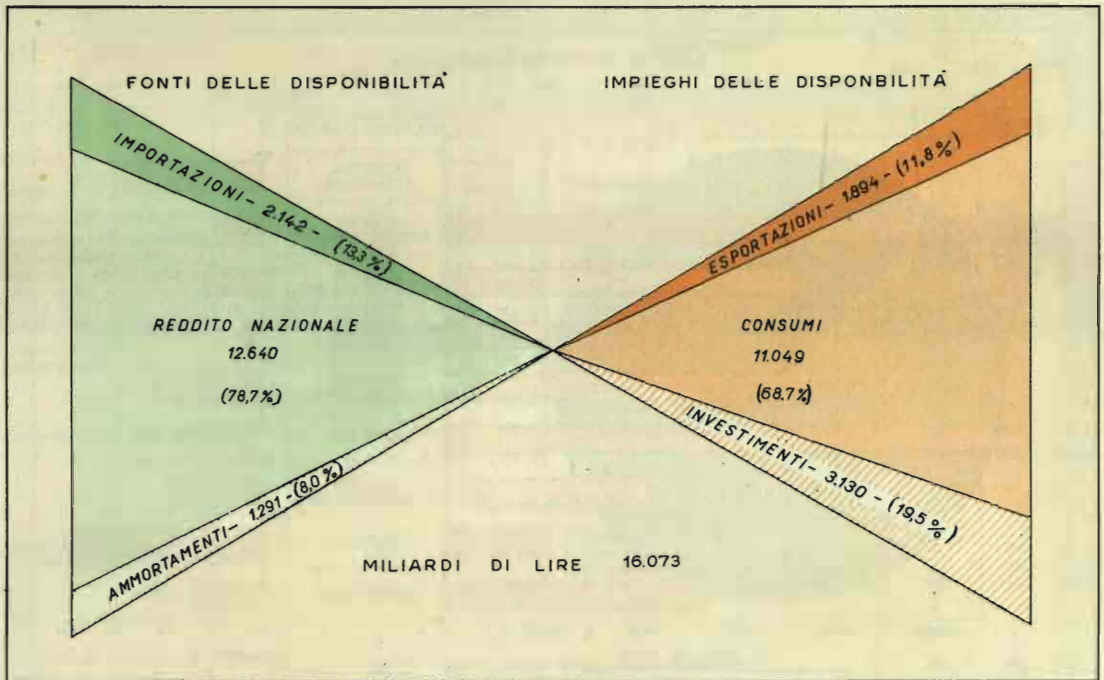 FONTI DELLE DISPONIBILITÀ
IMPORTAZIONI - 2.142 - (13,3%)
REDDITO NAZIONALE
12.640
(78,7%)
AMMORTAMENTI - 1.291 - (8,0%)
IMPIEGHI DELLE DISPONBILITÀ
ESPORTAZIONI - 1.894 - (11,8%)
CONSUMI
11.049
(68.7%)
INVESTIMENTI - 3.130 - (19,5%)
MILIARDI DI LIRE 16.073